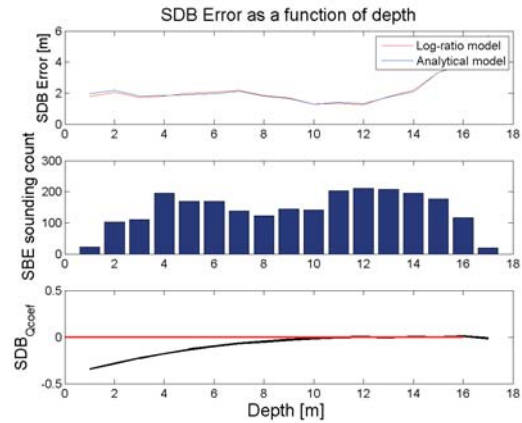 SDB Error as a function of depth
SDB Error [m]
6
4
2
0
0 2 4 6 8 10 12 14 16 18
Log-ratio model
Analytical model
SBE sounding count
300
200
100
0
0 2 4 6 8 10 12 14 16 18
SDB Qcoef
0.5
0
-0.5
0 2 4 6 8 10 12 14 16 18
Depth [m]